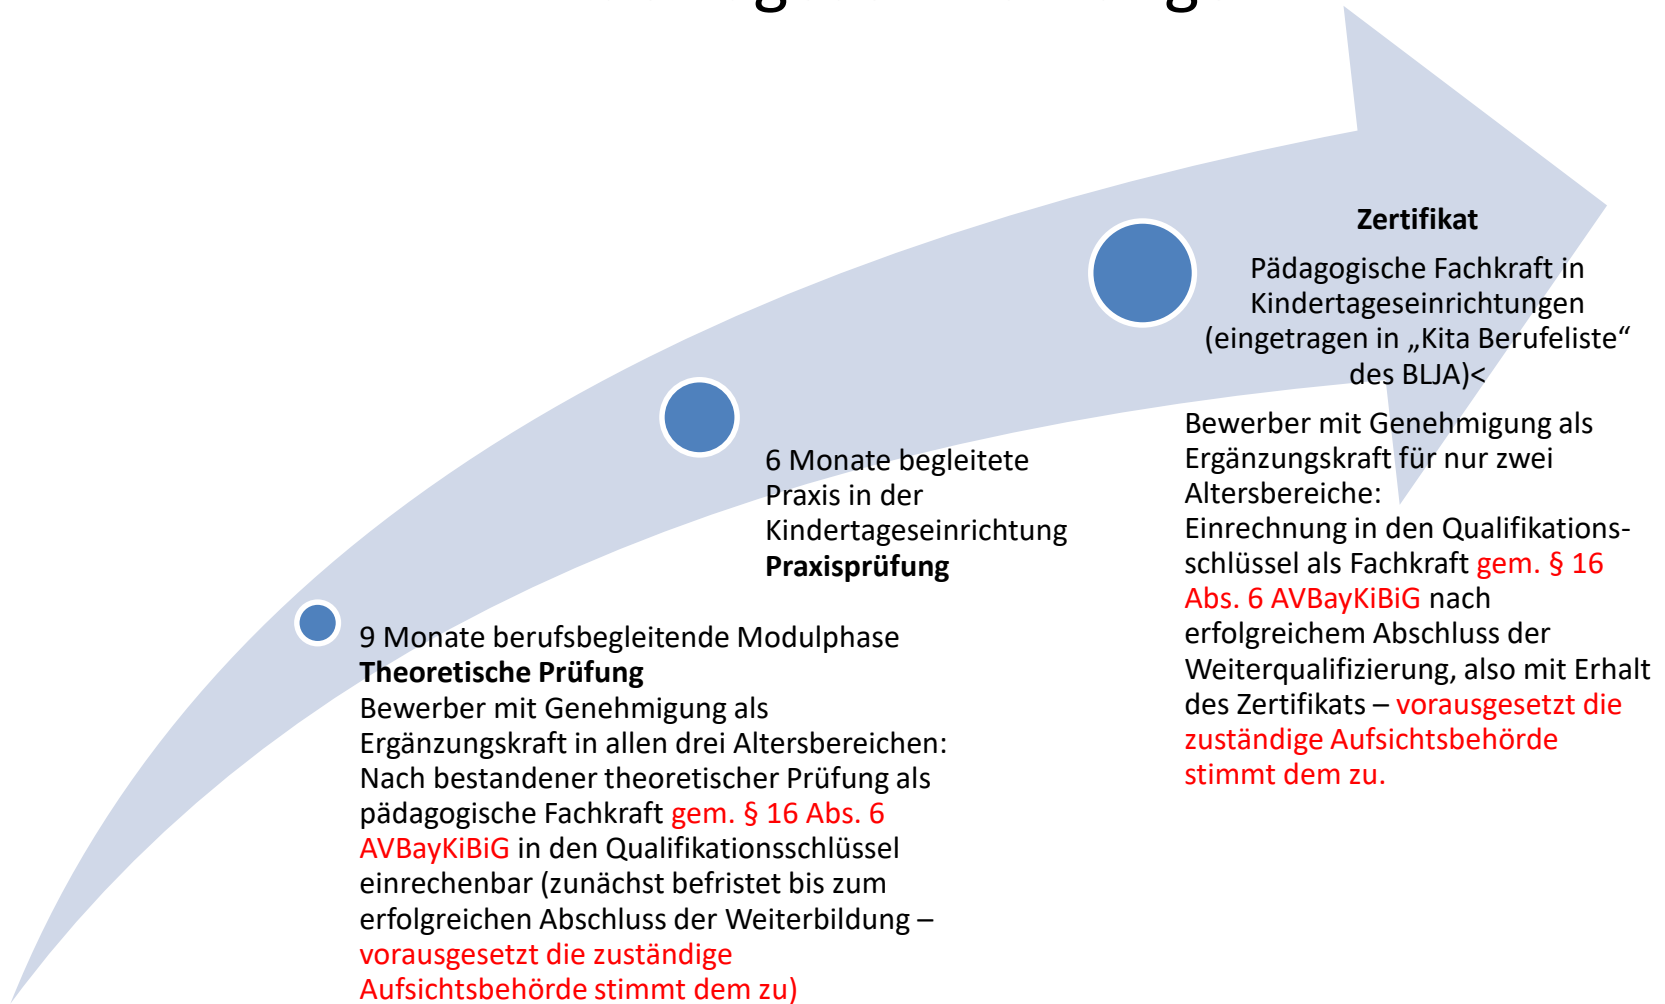 9 Monate berufsbegleitende Modulphase
Theoretische Prüfung
Bewerber mit Genehmigung als
Ergänzungskraft in allen drei Altersbereichen:
Nach bestandener theoretischer Prüfung als
pädagogische Fachkraft gem. § 16 Abs. 6
AVBayKiBiG in den Qualifikationsschlüssel
einrechenbar (zunächst befristet bis zum
erfolgreichen Abschluss der Weiterbildung –
vorausgesetzt die zuständige
Aufsichtsbehörde stimmt dem zu)
6 Monate begleitete
Praxis in der
Kindertageseinrichtung
Praxisprüfung
Zertifikat
Pädagogische Fachkraft in
Kindertageseinrichtungen
(eingetragen in „Kita Berufeliste“
des BLJA)<
Bewerber mit Genehmigung als
Ergänzungskraft für nur zwei
Altersbereiche:
Einrechnung in den Qualifikations-
schlüssel als Fachkraft gem. § 16
Abs. 6 AVBayKiBiG nach
erfolgreichem Abschluss der
Weiterqualifizierung, also mit Erhalt
des Zertifikats – vorausgesetzt die
zuständige Aufsichtsbehörde
stimmt dem zu.